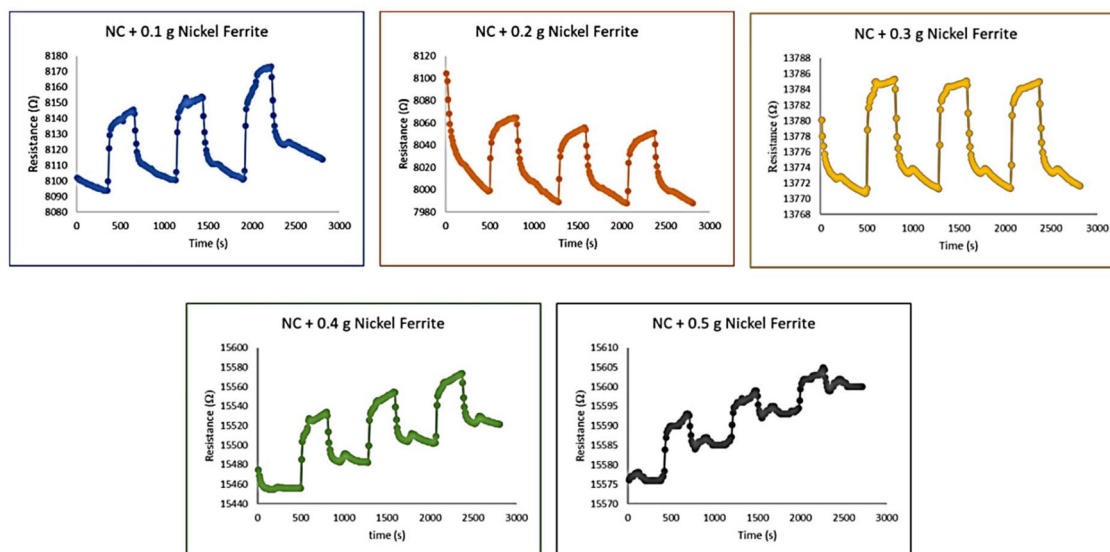 NC + 0.1 g Nickel Ferrite
Resistance (Ω)
8180
8170
8160
8150
8140
8130
8120
8110
8100
8090
8080
0 500 1000 1500 2000 2500 3000
Time (s)
NC + 0.2 g Nickel Ferrite
Resistance (Ω)
8120
8100
8080
8060
8040
8020
8000
7980
0 500 1000 1500 2000 2500 3000
Time (s)
NC + 0.3 g Nickel Ferrite
Resistance (Ω)
13788
13786
13784
13782
13780
13778
13776
13774
13772
13770
13768
0 500 1000 1500 2000 2500 3000
Time (s)
NC + 0.4 g Nickel Ferrite
Resistance (Ω)
15600
15580
15560
15540
15520
15500
15480
15460
15440
0 500 1000 1500 2000 2500 3000
time (s)
NC + 0.5 g Nickel Ferrite
Resistance (Ω)
15610
15605
15600
15595
15590
15585
15580
15575
15570
0 500 1000 1500 2000 2500 3000
Time (s)